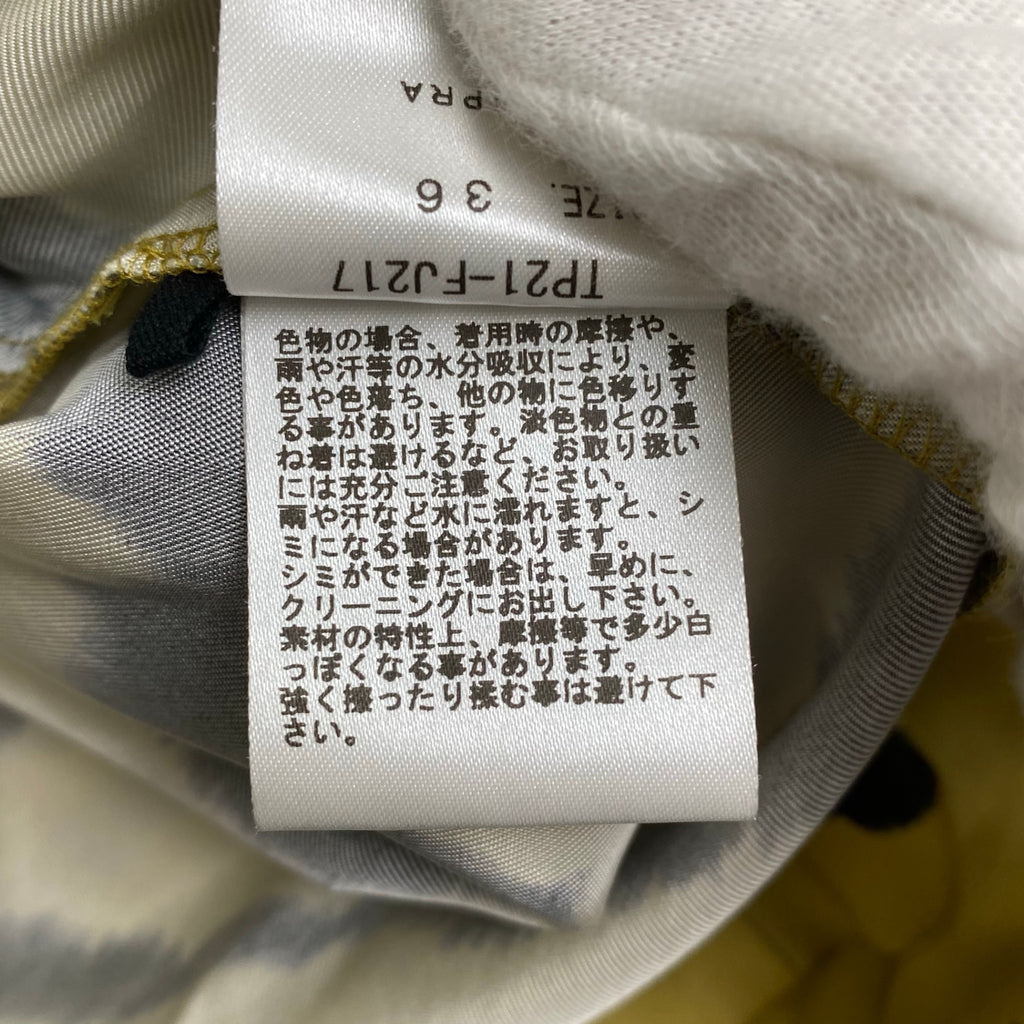 TP21-FJ217
SIZE. 36
PRA
色物の場合、着用時の摩擦や、
雨や汗等の水分吸収により、変
色や色落ち、他の物に色移りす
る事があります。淡色物との重
ね着は避けるなど、お取り扱い
には充分ご注意ください。
雨や汗など水に濡れますと、シ
ミになる場合があります。
シミができた場合は、早めに、
クリーニングにお出し下さい。
素材の特性上、摩擦等で多少白
っぽくなる事があります。
強く擦ったり揉む事は避けて下
さい。